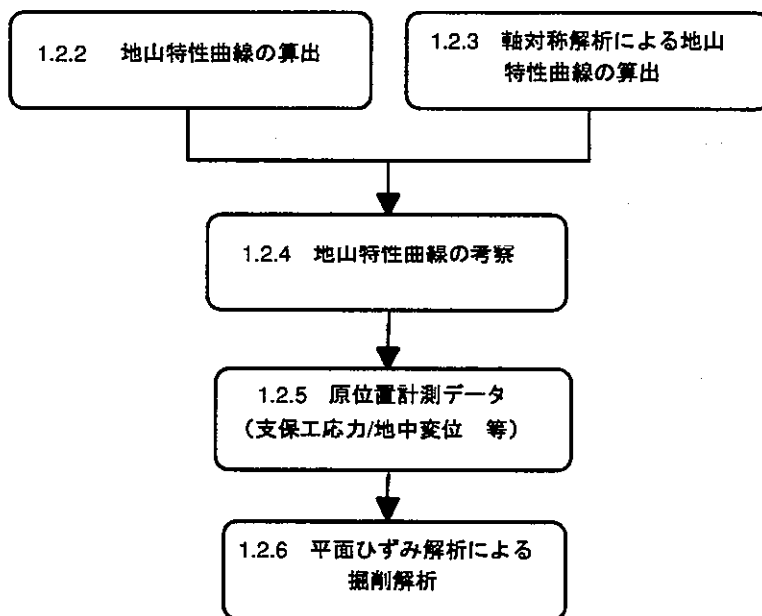 1.2.2 地山特性曲線の算出
1.2.3 軸対称解析による地山
特性曲線の算出
1.2.4 地山特性曲線の考察
1.2.5 原位置計測データ
(支保工応力/地中変位 等)
1.2.6 平面ひずみ解析による
掘削解析